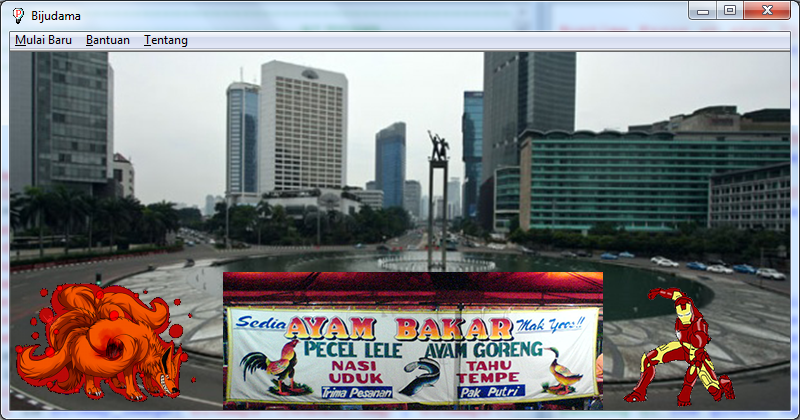 Bijudama
Mulai Baru Bantuan Tentang
Sedia AYAM BAKAR Mak Yoss!!
PECEL LELE AYAM GORENG
NASI UDUK TAHU TEMPE
Trima Pesanan Pak Putri